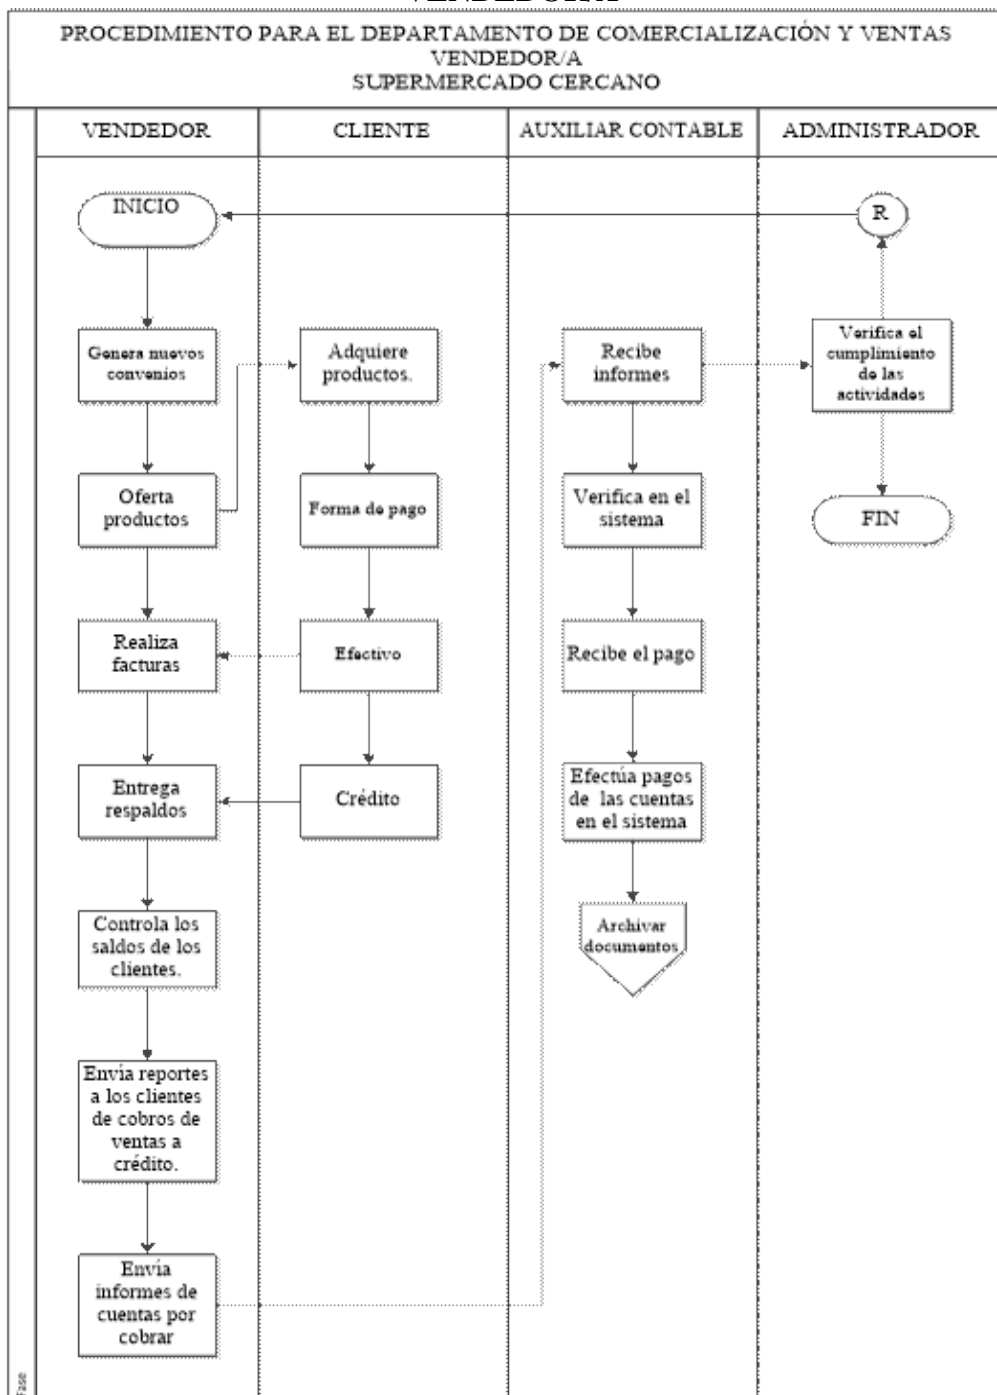 PROCEDIMIENTO PARA EL DEPARTAMENTO DE COMERCIALIZACIÓN Y VENTAS
VENDEDOR/A
SUPERMERCADO CERCANO
VENDEDOR
CLIENTE
AUXILIAR CONTABLE
ADMINISTRADOR
INICIO
R
Genera nuevos
convenios
Adquiere
productos.
Recibe
informes
Verifica el
cumplimiento
de las
actividades
Oferta
productos
Forma de pago
Verifica en el
sistema
FIN
Realiza
facturas
Efectivo
Recibe el pago
Entrega
respaldos
Crédito
Efectúa pagos
de las cuentas
en el sistema
Controla los
saldos de los
clientes.
Archivar
documentos
Envía reportes
a los clientes
de cobros de
ventas a
crédito.
Envía
informes de
cuentas por
cobrar
Fase